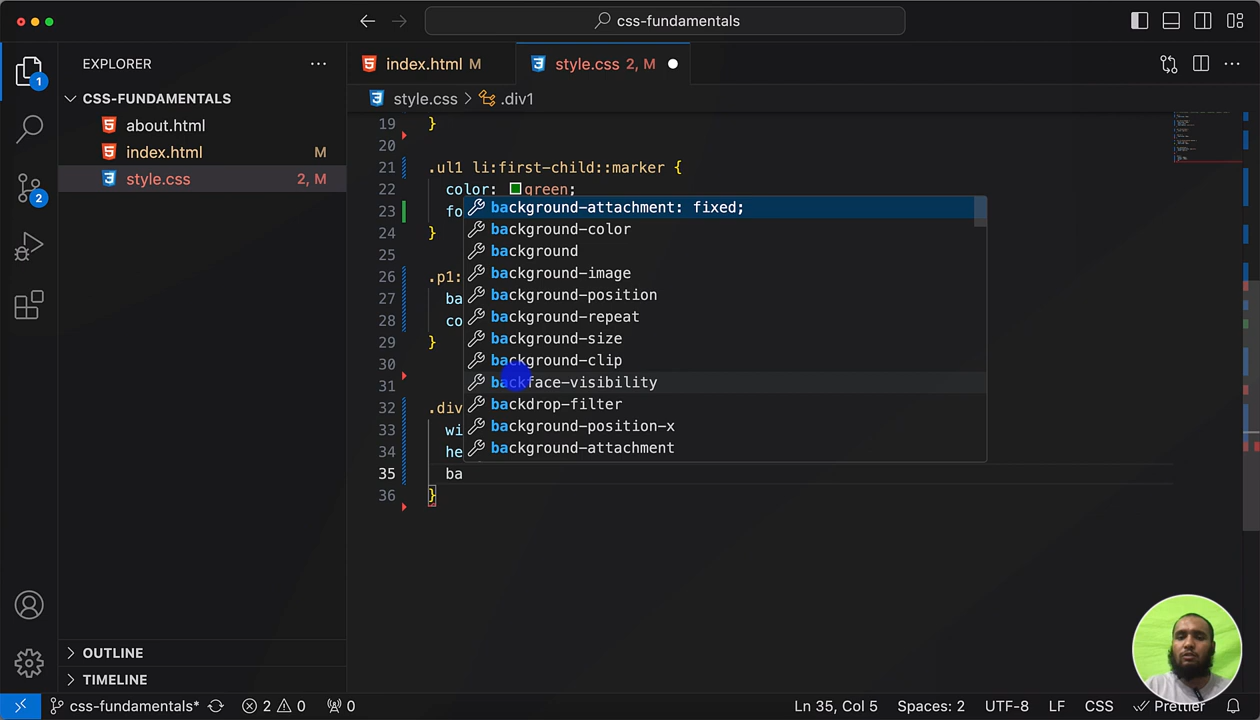 css-fundamentals
EXPLORER
CSS-FUNDAMENTALS
about.html
index.html M
style.css 2, M
index.html M
style.css 2, M
style.css > .div1
19 }
20
21 .ul1 li:first-child::marker {
22 color: green;
23 fo
24 }
25
26 .p1:
27 ba
28 co
29 }
30
31
32 .div
33 wi
34 he
35 ba
36 }
background-attachment: fixed;
background-color
background
background-image
background-position
background-repeat
background-size
background-clip
backface-visibility
backdrop-filter
background-position-x
background-attachment
1
2
OUTLINE
TIMELINE
css-fundamentals* 2 0 0 Ln 35, Col 5 Spaces: 2 UTF-8 LF CSS Prettier